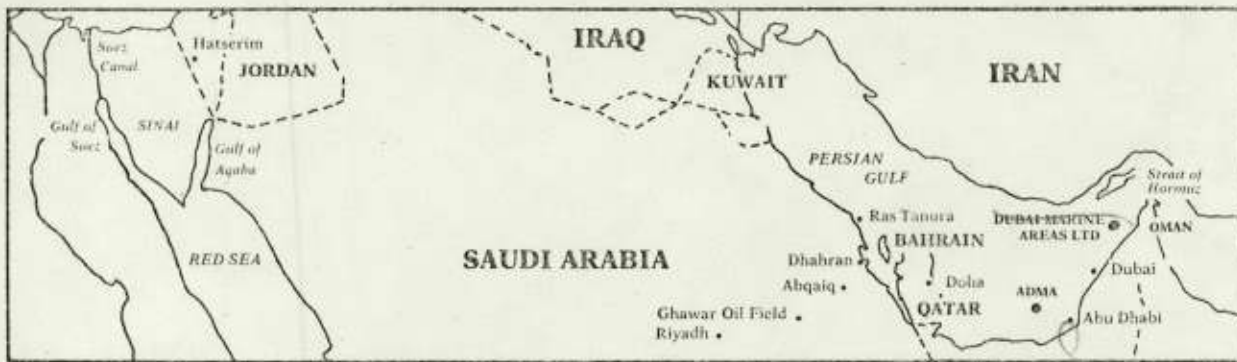 Suez
Canal
Hatserim
JORDAN
IRAQ
KUWAIT
IRAN
Gulf of
Suez
SINAI
Gulf of
Aqaba
PERSIAN
GULF
Strait of
Hormuz
RED SEA
SAUDI ARABIA
Ras Tanura
DUBAI MARINE
AREAS LTD
OMAN
BAHRAIN
Dhahran
Abqaiq
Doha
Dubai
QATAR
ADMA
Ghawar Oil Field
Riyadh
Abu Dhabi